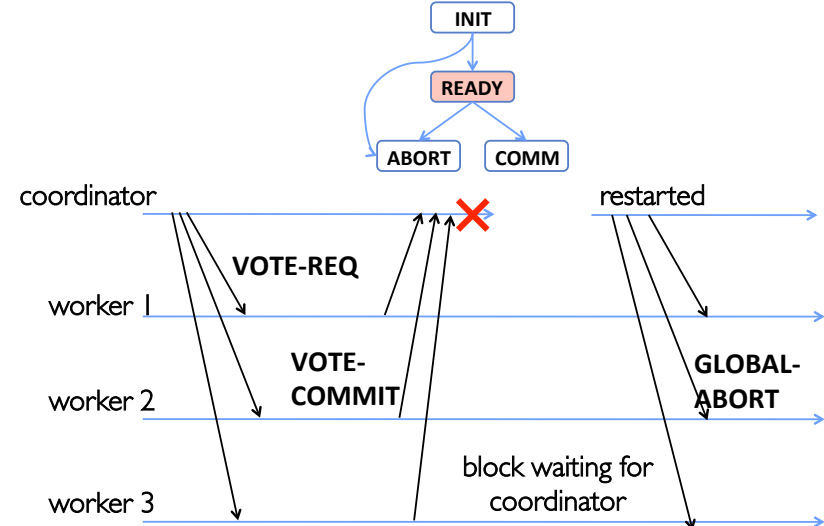 INIT
READY
ABORT
COMM
coordinator
restarted
VOTE-REQ
worker 1
VOTE-
COMMIT
GLOBAL-
ABORT
worker 2
block waiting for
coordinator
worker 3